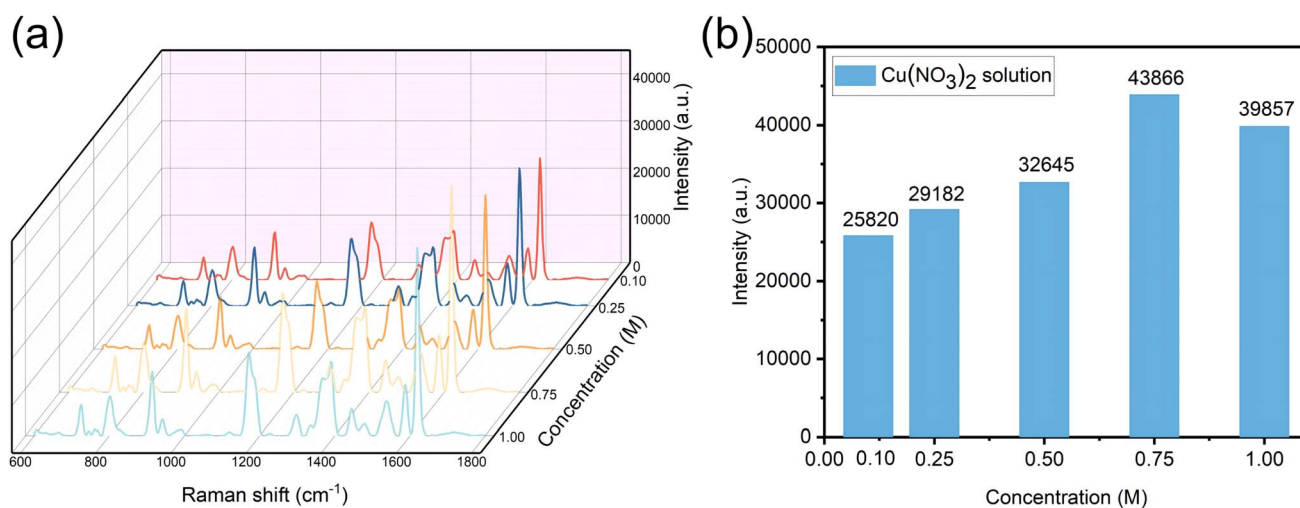 (a)
40000
30000
20000
10000
0
Intensity (a.u.)
0.10
0.25
0.50
0.75
1.00
Concentration (M)
600 800 1000 1200 1400 1600 1800
Raman shift (cm⁻¹)
(b)
50000
40000
30000
20000
10000
0
Intensity (a.u.)
Cu(NO₃)₂ solution
25820
29182
32645
43866
39857
0.00 0.10 0.25 0.50 0.75 1.00
Concentration (M)